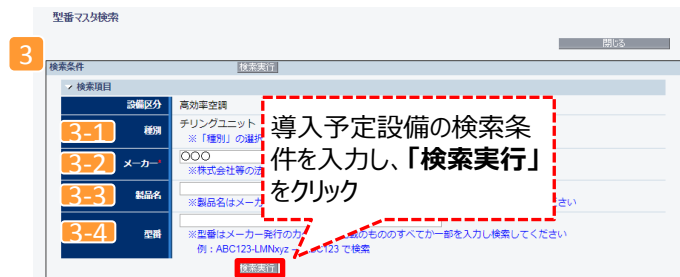 型番マスタ検索
閉じる
3
検索条件
検索実行
検索項目
設備区分 高効率空調
3-1 種別 チリングユニット
※「種別」の選択
3-2 メーカー* 〇〇〇
※株式会社等の法
3-3 製品名
※製品名はメーカ ださい
3-4 型番
※型番はメーカー発行のカ 載のもののすべてか一部を入力し検索してください
例：ABC123-LMNxyz → ABC123 で検索
検索実行
導入予定設備の検索条
件を入力し、「検索実行」
をクリック